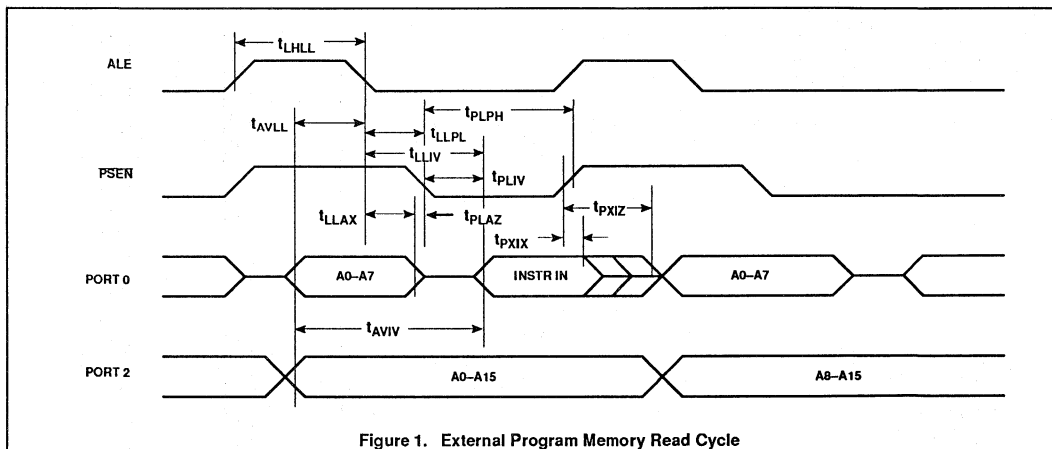 ALE
tLHLL
tPLPH
tAVLL
tLLPL
tLLIV
PSEN
tPLIV
tLLAX
tPLAZ
tPXIZ
tPXIX
PORT 0
A0–A7
INSTR IN
A0–A7
tAVIV
PORT 2
A0–A15
A8–A15
Figure 1. External Program Memory Read Cycle